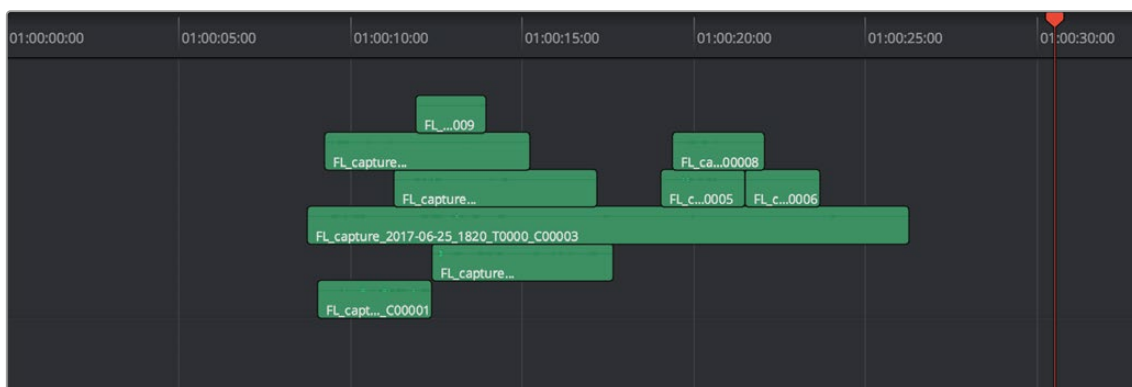 01:00:00:00 01:00:05:00 01:00:10:00 01:00:15:00 01:00:20:00 01:00:25:00 01:00:30:00
FL_...009
FL_capture... FL_ca...00008
FL_capture... FL_c...0005 FL_c...0006
FL_capture_2017-06-25_1820_T0000_C00003
FL_capture...
FL_capt..._C00001